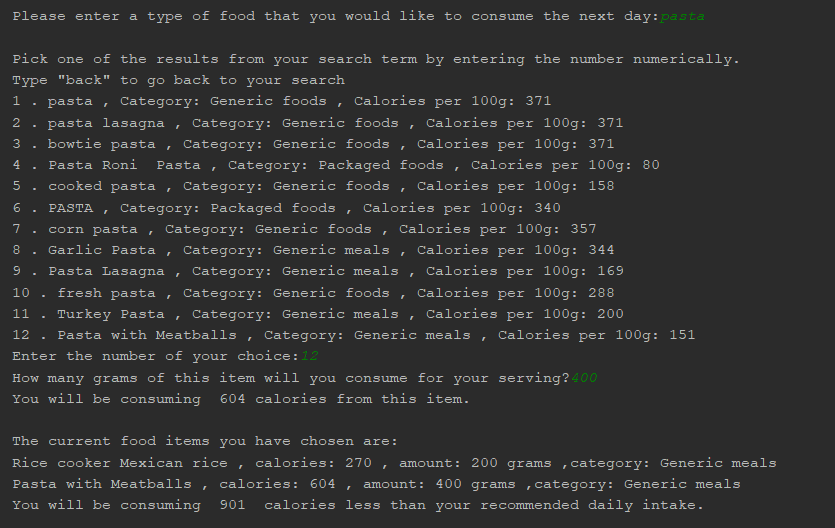 Please enter a type of food that you would like to consume the next day:pasta
Pick one of the results from your search term by entering the number numerically.
Type "back" to go back to your search
1 . pasta , Category: Generic foods , Calories per 100g: 371
2 . pasta lasagna , Category: Generic foods , Calories per 100g: 371
3 . bowtie pasta , Category: Generic foods , Calories per 100g: 371
4 . Pasta Roni  Pasta , Category: Packaged foods , Calories per 100g: 80
5 . cooked pasta , Category: Generic foods , Calories per 100g: 158
6 . PASTA , Category: Packaged foods , Calories per 100g: 340
7 . corn pasta , Category: Generic foods , Calories per 100g: 357
8 . Garlic Pasta , Category: Generic meals , Calories per 100g: 344
9 . Pasta Lasagna , Category: Generic meals , Calories per 100g: 169
10 . fresh pasta , Category: Generic foods , Calories per 100g: 288
11 . Turkey Pasta , Category: Generic meals , Calories per 100g: 200
12 . Pasta with Meatballs , Category: Generic meals , Calories per 100g: 151
Enter the number of your choice:12
How many grams of this item will you consume for your serving?400
You will be consuming  604 calories from this item.
The current food items you have chosen are:
Rice cooker Mexican rice , calories: 270 , amount: 200 grams ,category: Generic meals
Pasta with Meatballs , calories: 604 , amount: 400 grams ,category: Generic meals
You will be consuming  901  calories less than your recommended daily intake.